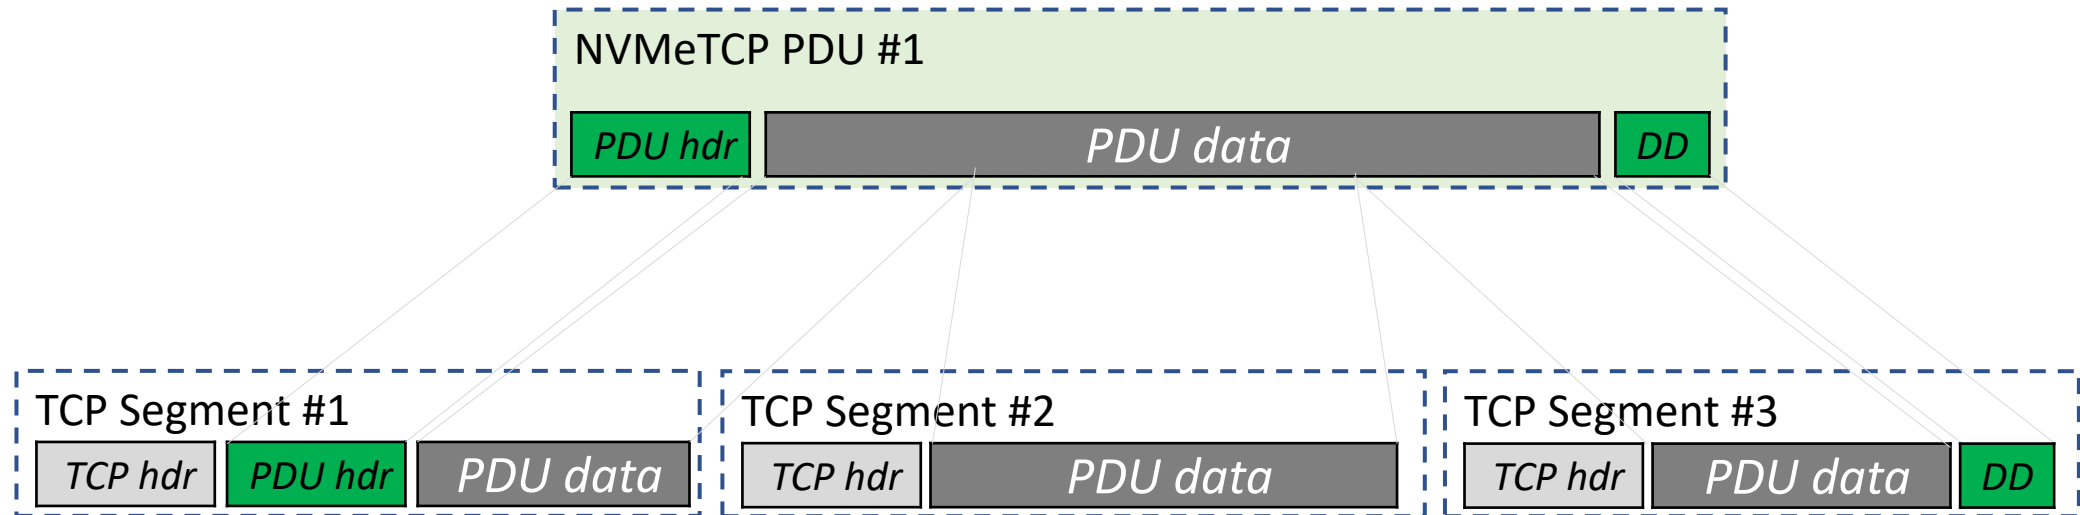 NVMeTCP PDU #1
PDU hdr
PDU data
DD
TCP Segment #1
TCP hdr
PDU hdr
PDU data
TCP Segment #2
TCP hdr
PDU data
TCP Segment #3
TCP hdr
PDU data
DD